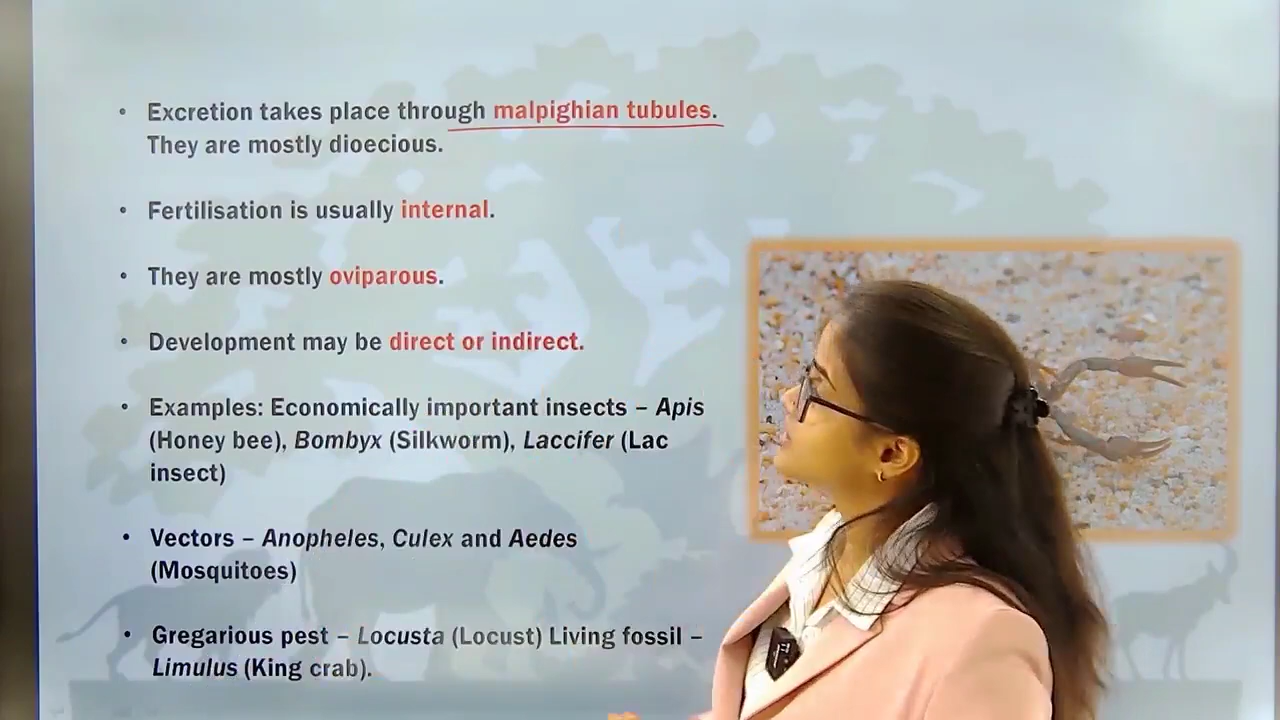 • Excretion takes place through malpighian tubules.
They are mostly dioecious.
• Fertilisation is usually internal.
• They are mostly oviparous.
• Development may be direct or indirect.
• Examples: Economically important insects – Apis
(Honey bee), Bombyx (Silkworm), Laccifer (Lac
insect)
• Vectors – Anopheles, Culex and Aedes
(Mosquitoes)
• Gregarious pest – Locusta (Locust) Living fossil –
Limulus (King crab).